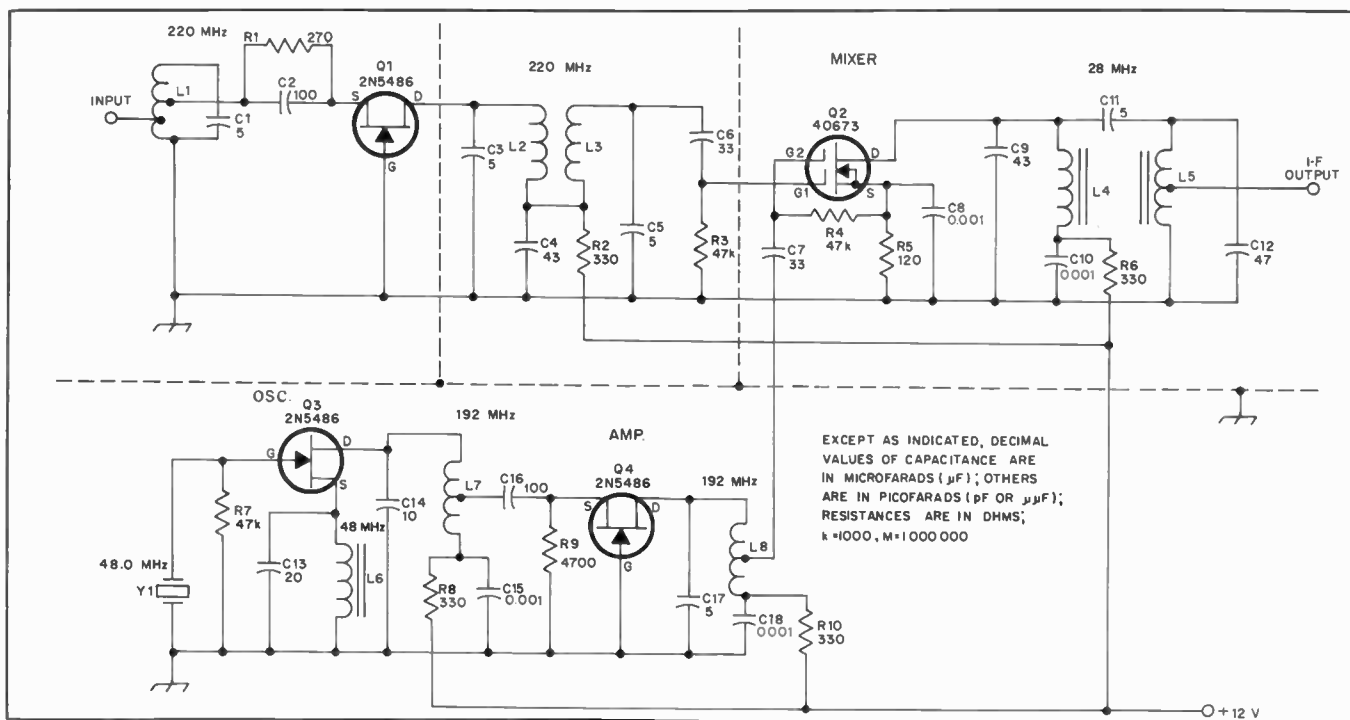 220 MHz
R1
270
Q1
2N5486
220 MHz
MIXER
28 MHz
INPUT
L1
C2
100
S
D
G
C1
5
C3
5
L2
L3
C4
43
R2
330
C5
5
C6
33
R3
47k
Q2
40673
G2
G1
D
S
R4
47k
C7
33
R5
120
C8
0.001
C9
43
C11
5
L4
L5
C10
0.001
R6
330
I-F
OUTPUT
C12
47
OSC.
Q3
2N5486
G
D
S
192 MHz
AMP.
R7
47k
48.0 MHz
Y1
C13
20
48 MHz
L6
C14
10
L7
R8
330
C15
0.001
C16
100
R9
4700
Q4
2N5486
S
D
G
192 MHz
L8
C17
5
C18
0.001
R10
330
EXCEPT AS INDICATED, DECIMAL
VALUES OF CAPACITANCE ARE
IN MICROFARADS (µF); OTHERS
ARE IN PICOFARADS (pF OR µµF);
RESISTANCES ARE IN OHMS;
k=1000, M=1000000
+12 V